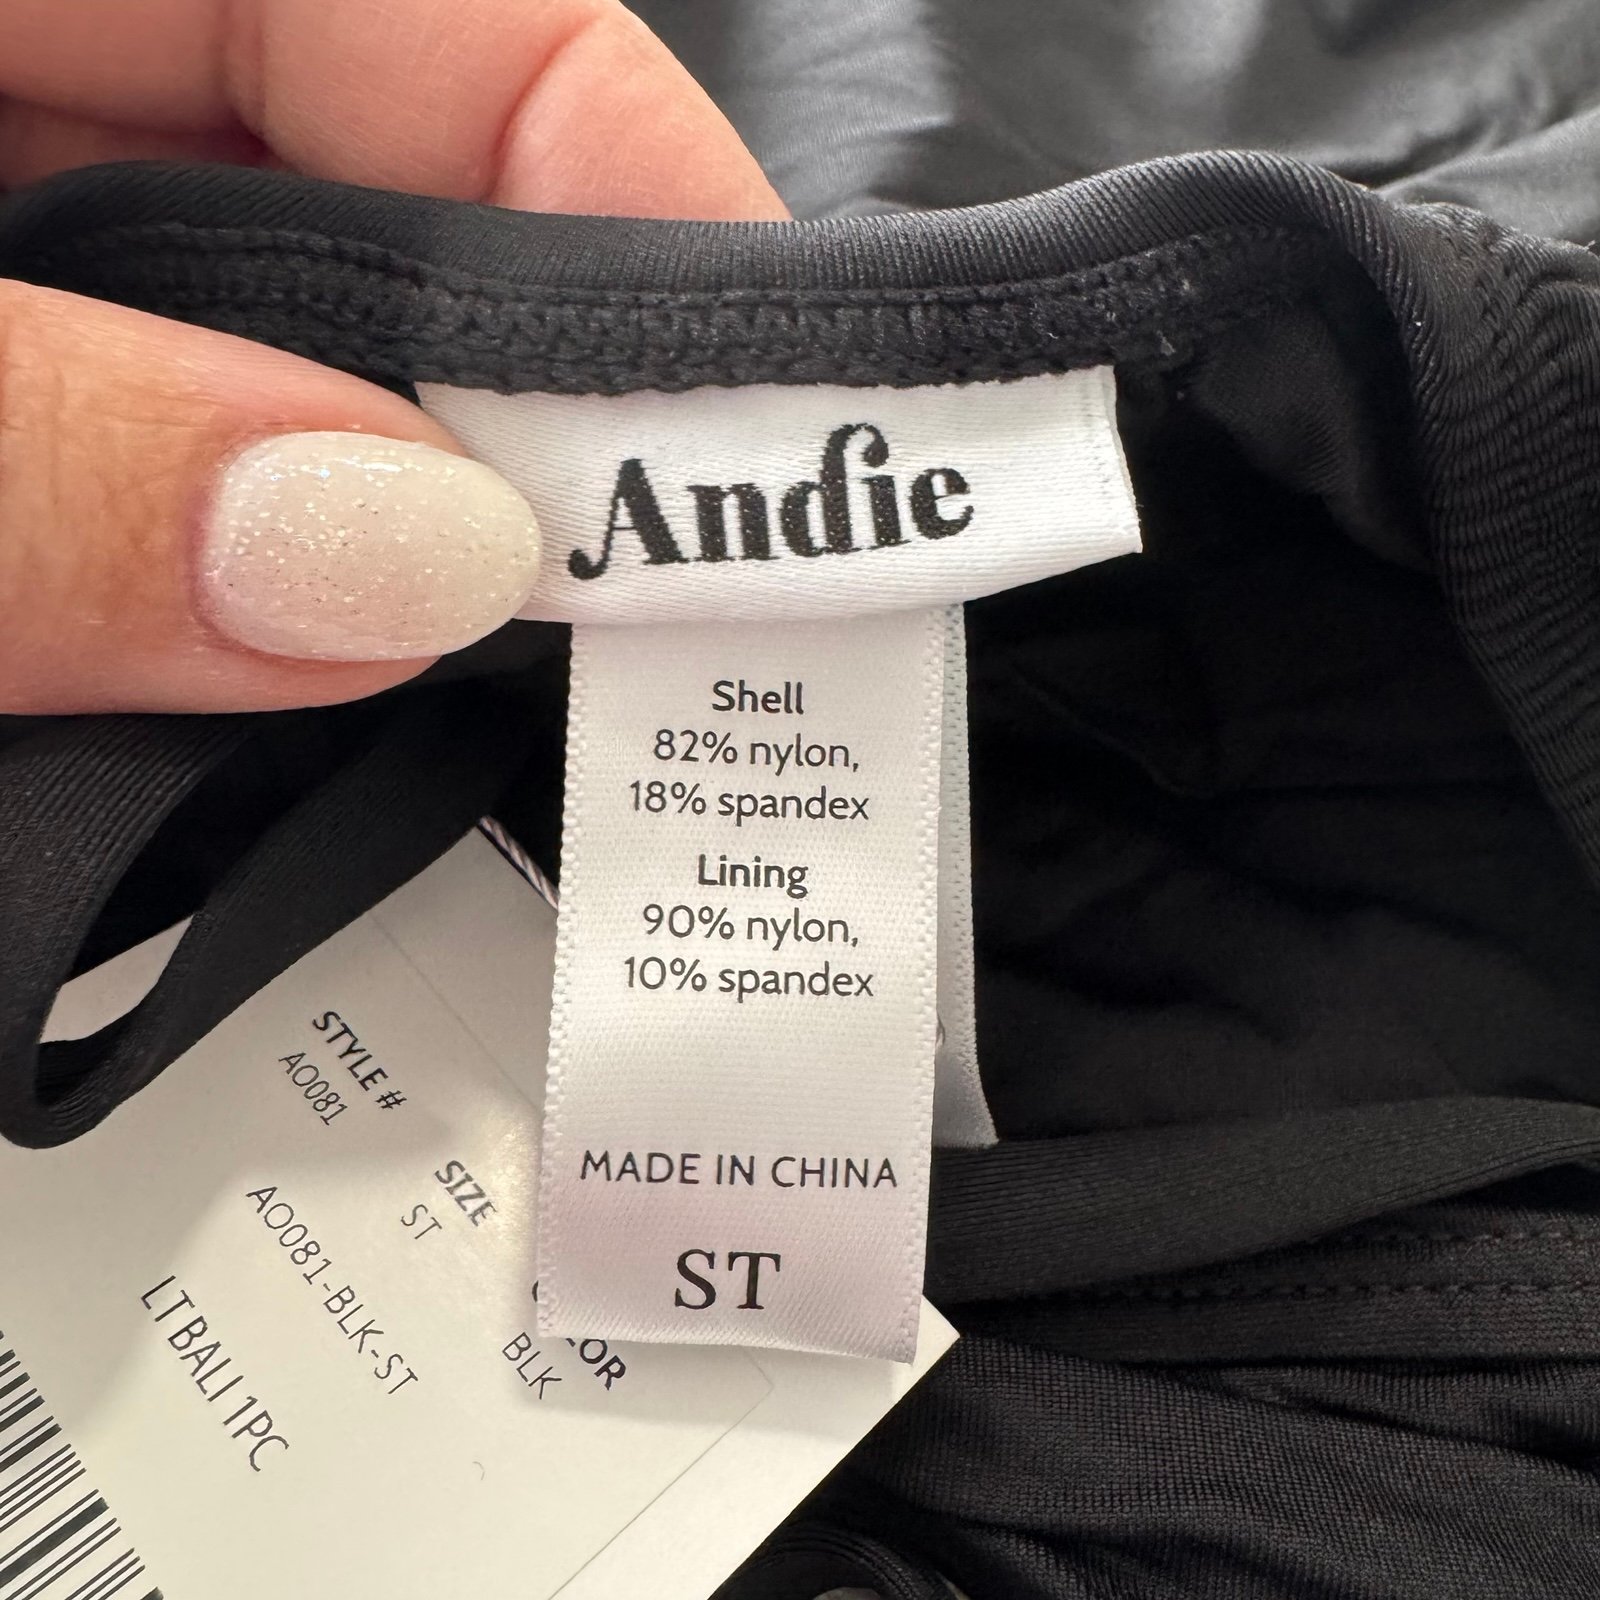 Andie
Shell
82% nylon,
18% spandex
Lining
90% nylon,
10% spandex
MADE IN CHINA
ST
STYLE #
AO081
SIZE
ST
BLK
AO081-BLK-ST
LT BALI 1PC